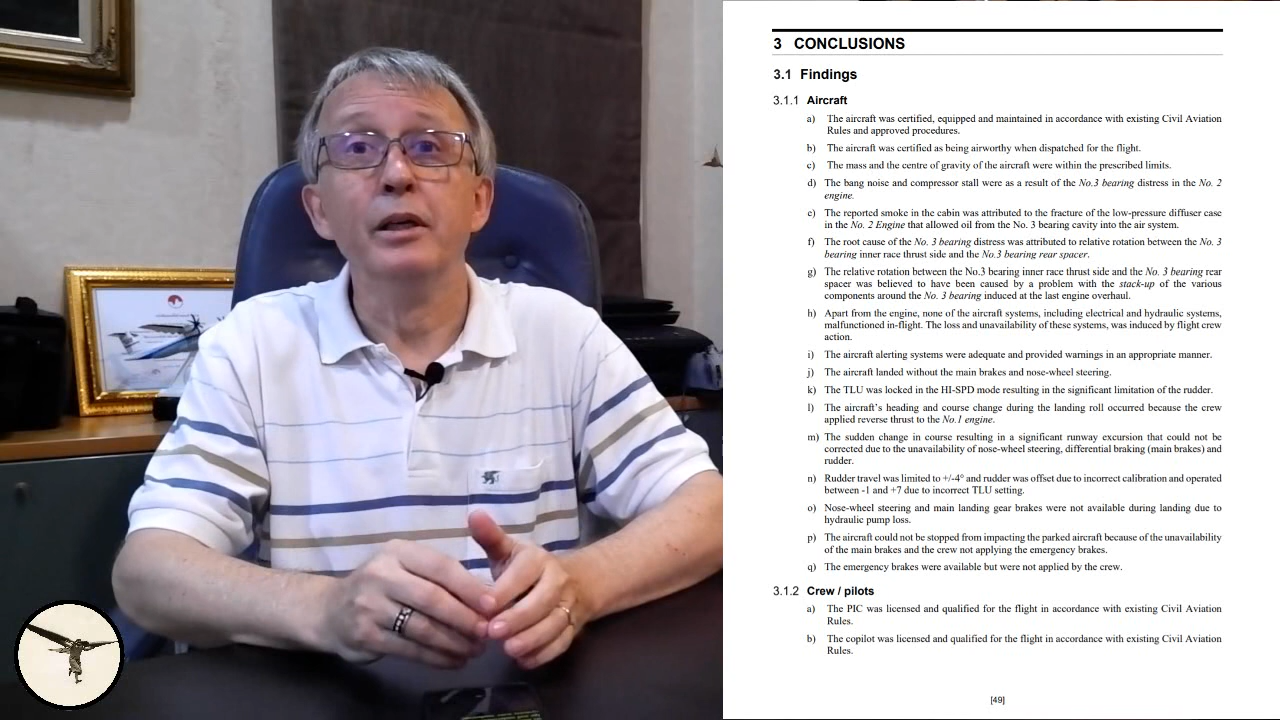 3 CONCLUSIONS
3.1 Findings
3.1.1 Aircraft
a) The aircraft was certified, equipped and maintained in accordance with existing Civil Aviation
Rules and approved procedures.
b) The aircraft was certified as being airworthy when dispatched for the flight.
c) The mass and the centre of gravity of the aircraft were within the prescribed limits.
d) The bang noise and compressor stall were as a result of the No.3 bearing distress in the No. 2
engine.
e) The reported smoke in the cabin was attributed to the fracture of the low-pressure diffuser case
in the No. 2 Engine that allowed oil from the No. 3 bearing cavity into the air system.
f) The root cause of the No. 3 bearing distress was attributed to relative rotation between the No. 3
bearing inner race thrust side and the No.3 bearing rear spacer.
g) The relative rotation between the No.3 bearing inner race thrust side and the No. 3 bearing rear
spacer was believed to have been caused by a problem with the stack-up of the various
components around the No. 3 bearing induced at the last engine overhaul.
h) Apart from the engine, none of the aircraft systems, including electrical and hydraulic systems,
malfunctioned in-flight. The loss and unavailability of these systems, was induced by flight crew
action.
i) The aircraft alerting systems were adequate and provided warnings in an appropriate manner.
j) The aircraft landed without the main brakes and nose-wheel steering.
k) The TLU was locked in the HI-SPD mode resulting in the significant limitation of the rudder.
l) The aircraft's heading and course change during the landing roll occurred because the crew
applied reverse thrust to the No.1 engine.
m) The sudden change in course resulting in a significant runway excursion that could not be
corrected due to the unavailability of nose-wheel steering, differential braking (main brakes) and
rudder.
n) Rudder travel was limited to +/-4° and rudder was offset due to incorrect calibration and operated
between -1 and +7 due to incorrect TLU setting.
o) Nose-wheel steering and main landing gear brakes were not available during landing due to
hydraulic pump loss.
p) The aircraft could not be stopped from impacting the parked aircraft because of the unavailability
of the main brakes and the crew not applying the emergency brakes.
q) The emergency brakes were available but were not applied by the crew.
3.1.2 Crew / pilots
a) The PIC was licensed and qualified for the flight in accordance with existing Civil Aviation
Rules.
b) The copilot was licensed and qualified for the flight in accordance with existing Civil Aviation
Rules.
[49]